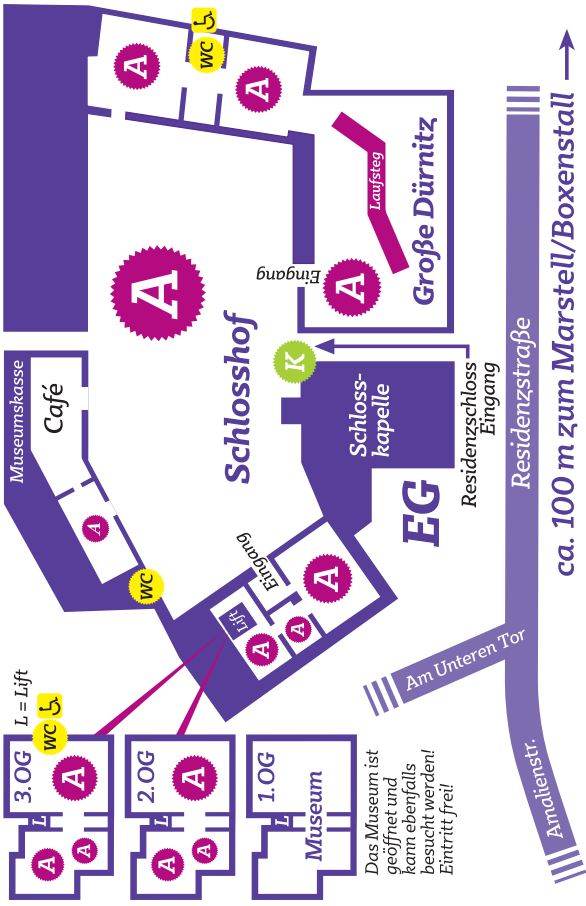 3.OG
L = Lift
WC
L
A
A
A
2.OG
L
A
A
A
1.OG
L
Museum
Das Museum ist
geöffnet und
kann ebenfalls
besucht werden!
Eintritt frei!
Museumskasse
Café
A
WC
Lift
Eingang
A
A
A
Schlosshof
A
A
WC
A
Eingang
A
Laufsteg
Große Dürnitz
K
Schloss-
kapelle
EG
Residenzschloss
Eingang
Am Unteren Tor
Amalienstr.
Residenzstraße
ca. 100 m zum Marstell/Boxenstall